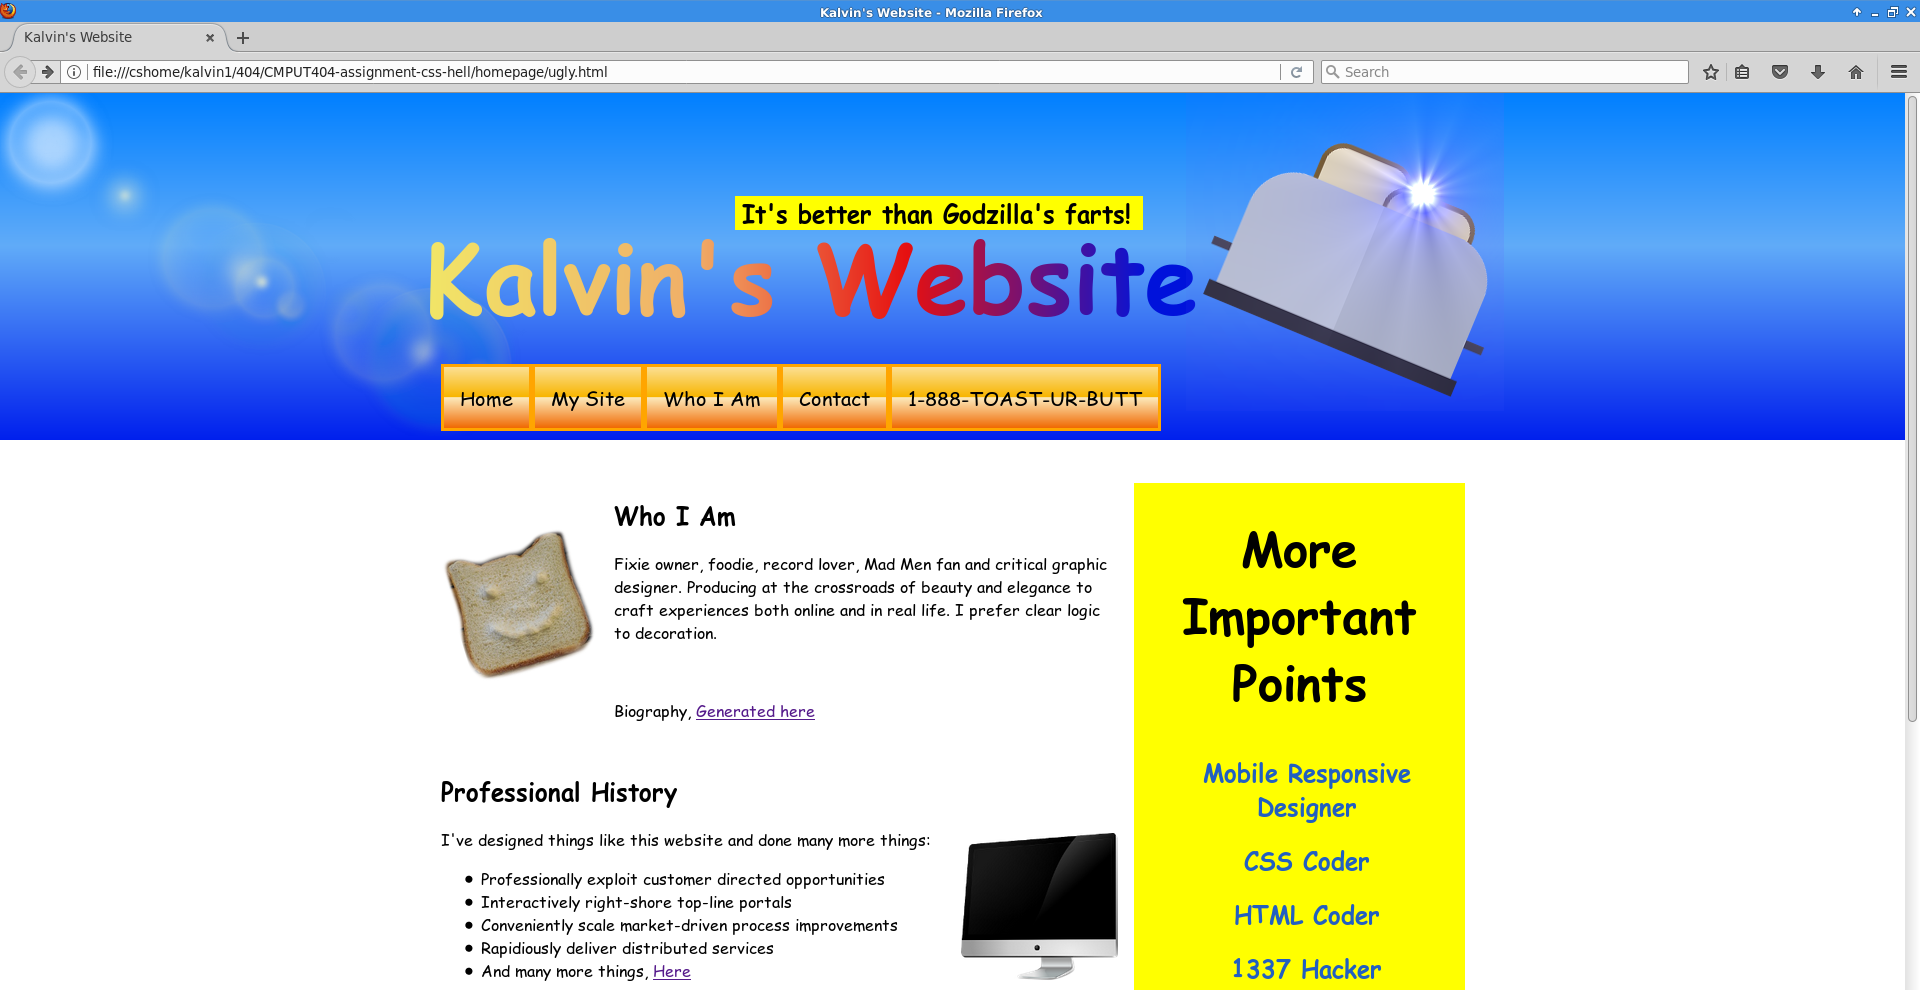 Kalvin's Website - Mozilla Firefox
Kalvin's Website
file:///cshome/kalvin1/404/CMPUT404-assignment-css-hell/homepage/ugly.html
Search
It's better than Godzilla's farts!
Kalvin's Website
Home
My Site
Who I Am
Contact
1-888-TOAST-UR-BUTT
Who I Am
Fixie owner, foodie, record lover, Mad Men fan and critical graphic
designer. Producing at the crossroads of beauty and elegance to
craft experiences both online and in real life. I prefer clear logic
to decoration.
Biography, Generated here
Professional History
I've designed things like this website and done many more things:
Professionally exploit customer directed opportunities
Interactively right-shore top-line portals
Conveniently scale market-driven process improvements
Rapidiously deliver distributed services
And many more things, Here
More
Important
Points
Mobile Responsive
Designer
CSS Coder
HTML Coder
1337 Hacker